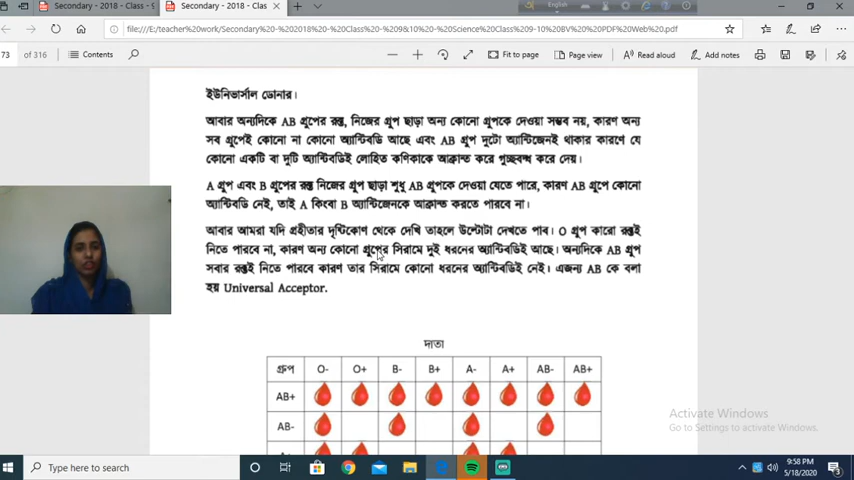 Secondary - 2018 - Class - 9
Secondary - 2018 - Clas
English
file:///E:/teacher%20work/Secondary%20-%202018%20-%20Class%20-%209&10%20-%20Science%20Class%209-10%20BV%20%20PDF%20Web%20.pdf
73 of 316
Contents
Fit to page
Page view
Read aloud
Add notes
ইউনিভার্সাল ডোনার।
আবার অন্যদিকে AB গ্রুপের রক্ত, নিজের গ্রুপ ছাড়া অন্য কোনো গ্রুপকে দেওয়া সম্ভব নয়, কারণ অন্য
সব গ্রুপেই কোনো না কোনো অ্যান্টিবডি আছে এবং AB গ্রুপ দুটো অ্যান্টিজেনই থাকার কারণে যে
কোনো একটি বা দুটি অ্যান্টিবডিই লোহিত কণিকাকে আক্রান্ত করে গুচ্ছবদ্ধ করে দেয়।
A গ্রুপ এবং B গ্রুপের রক্ত নিজের গ্রুপ ছাড়া শুধু AB গ্রুপকে দেওয়া যেতে পারে, কারণ AB গ্রুপে কোনো
অ্যান্টিবডি নেই, তাই A কিংবা B অ্যান্টিজেনকে আক্রান্ত করতে পারবে না।
আবার আমরা যদি গ্রহীতার দৃষ্টিকোণ থেকে দেখি তাহলে উল্টোটা দেখতে পাব। O গ্রুপ কারো রক্তই
নিতে পারবে না, কারণ অন্য কোনো গ্রুপের সিরামে দুই ধরনের অ্যান্টিবডিই আছে। অন্যদিকে AB গ্রুপ
সবার রক্তই নিতে পারবে কারণ তার সিরামে কোনো ধরনের অ্যান্টিবডিই নেই। এজন্য AB কে বলা
হয় Universal Acceptor.
দাতা
গ্রুপ O- O+ B- B+ A- A+ AB- AB+
AB+
AB-
Activate Windows
Go to Settings to activate Windows.
Type here to search
9:58 PM
5/18/2020